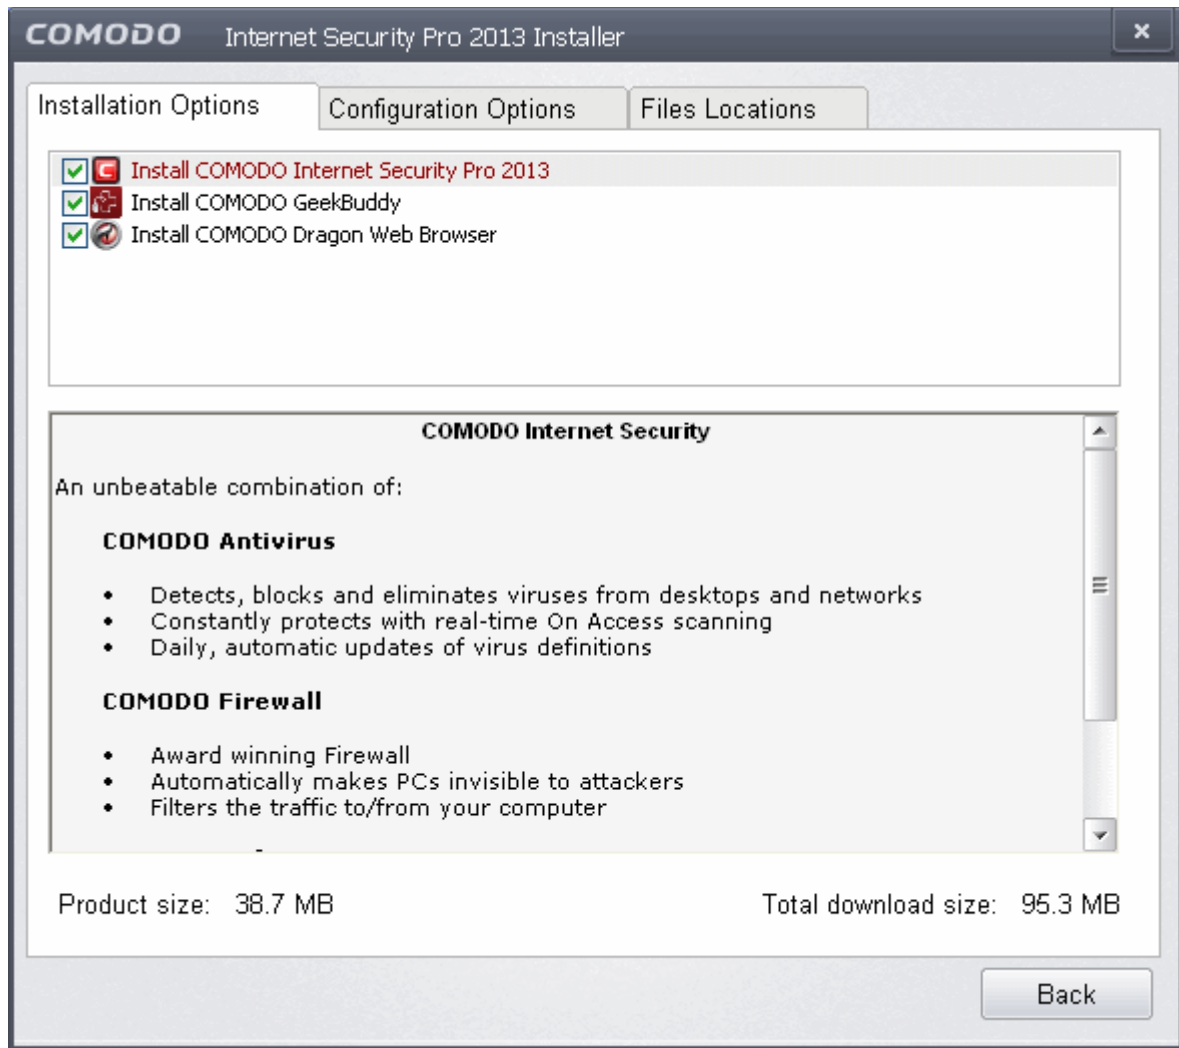 COMODO Internet Security Pro 2013 Installer
Installation Options
Configuration Options
Files Locations
Install COMODO Internet Security Pro 2013
Install COMODO GeekBuddy
Install COMODO Dragon Web Browser
COMODO Internet Security
An unbeatable combination of:
COMODO Antivirus
• Detects, blocks and eliminates viruses from desktops and networks
• Constantly protects with real-time On Access scanning
• Daily, automatic updates of virus definitions
COMODO Firewall
• Award winning Firewall
• Automatically makes PCs invisible to attackers
• Filters the traffic to/from your computer
Product size: 38.7 MB
Total download size: 95.3 MB
Back